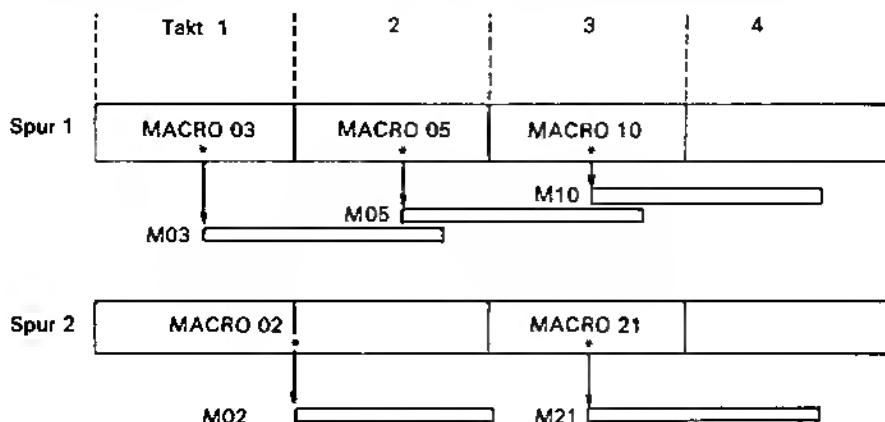 Takt 1 2 3 4
Spur 1 MACRO 03 MACRO 05 MACRO 10
M10
M05
M03
Spur 2 MACRO 02 MACRO 21
M02 M21